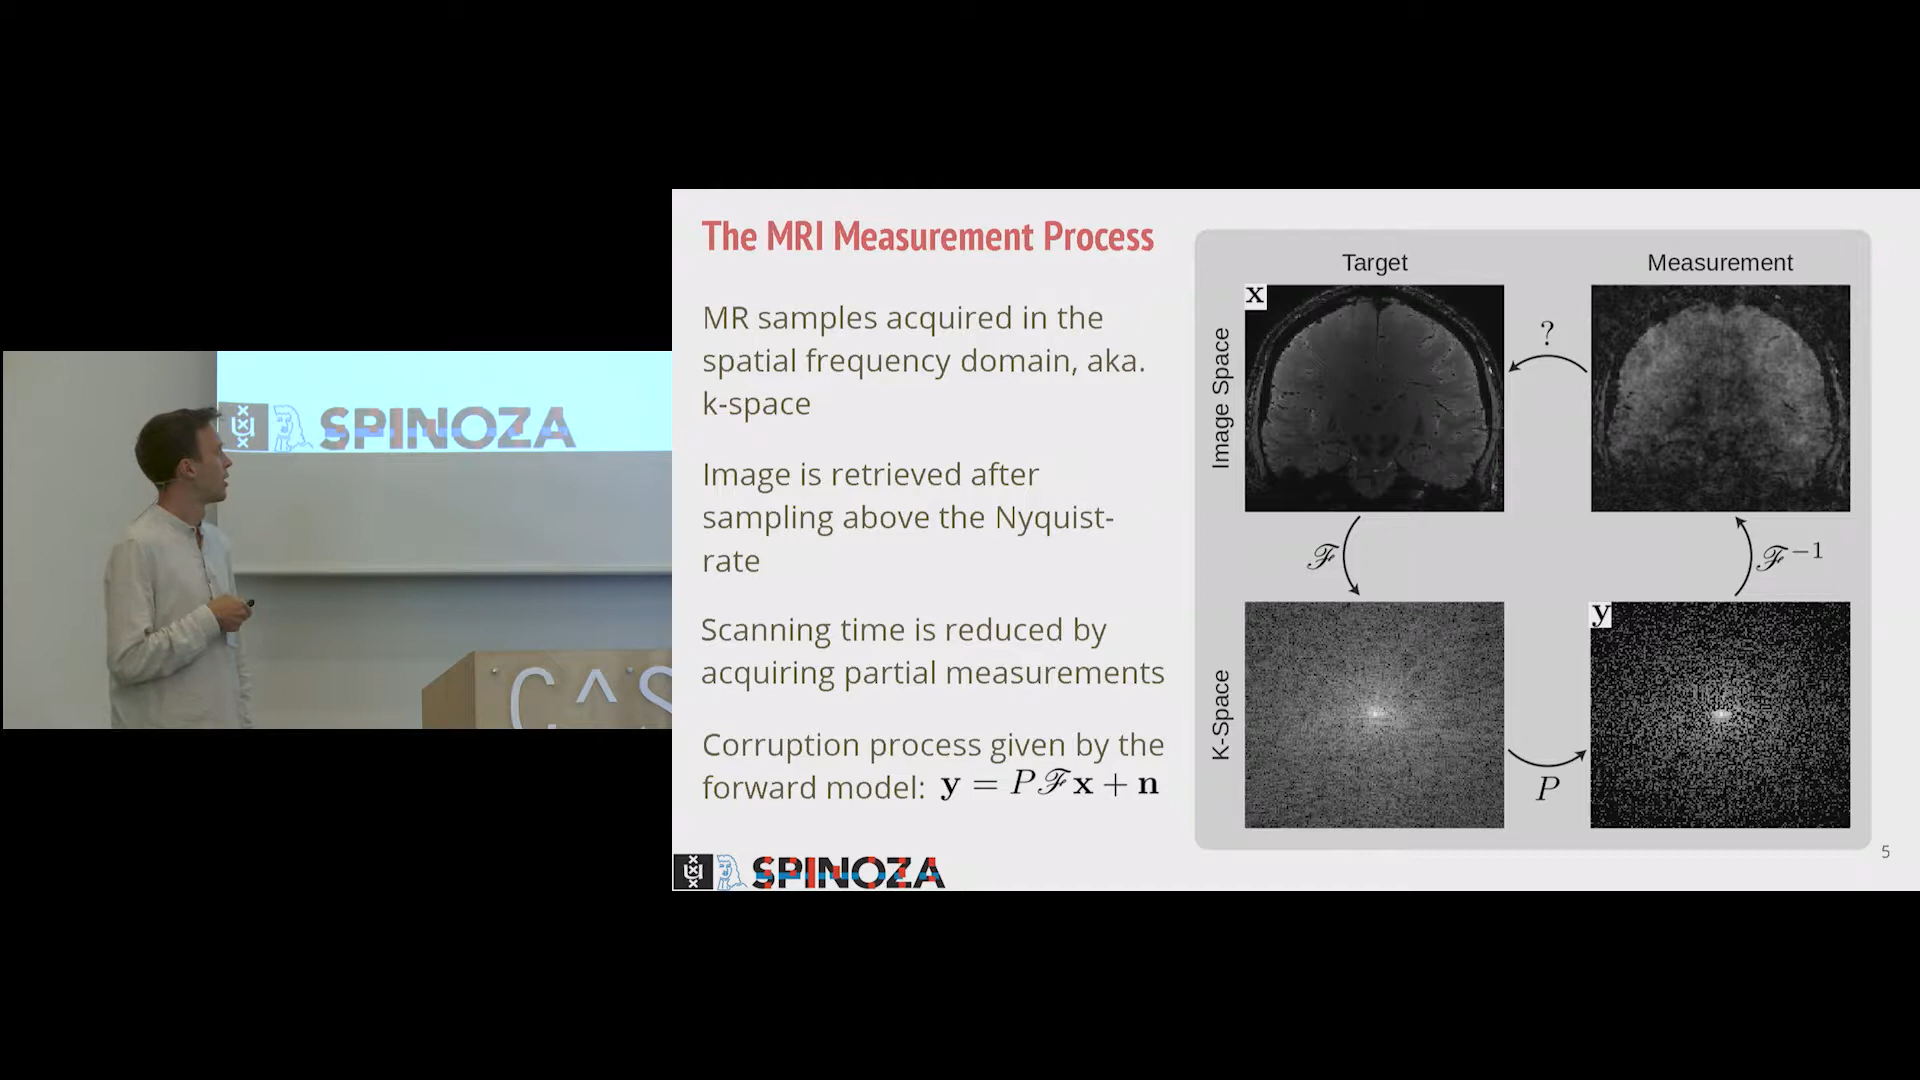 SPINOZA
CAS
The MRI Measurement Process
MR samples acquired in the
spatial frequency domain, aka.
k-space
Image is retrieved after
sampling above the Nyquist-
rate
Scanning time is reduced by
acquiring partial measurements
Corruption process given by the
forward model: y = P𝓕x + n
SPINOZA
Target
Measurement
Image Space
x
?
𝓕
𝓕⁻¹
K-Space
y
P
5